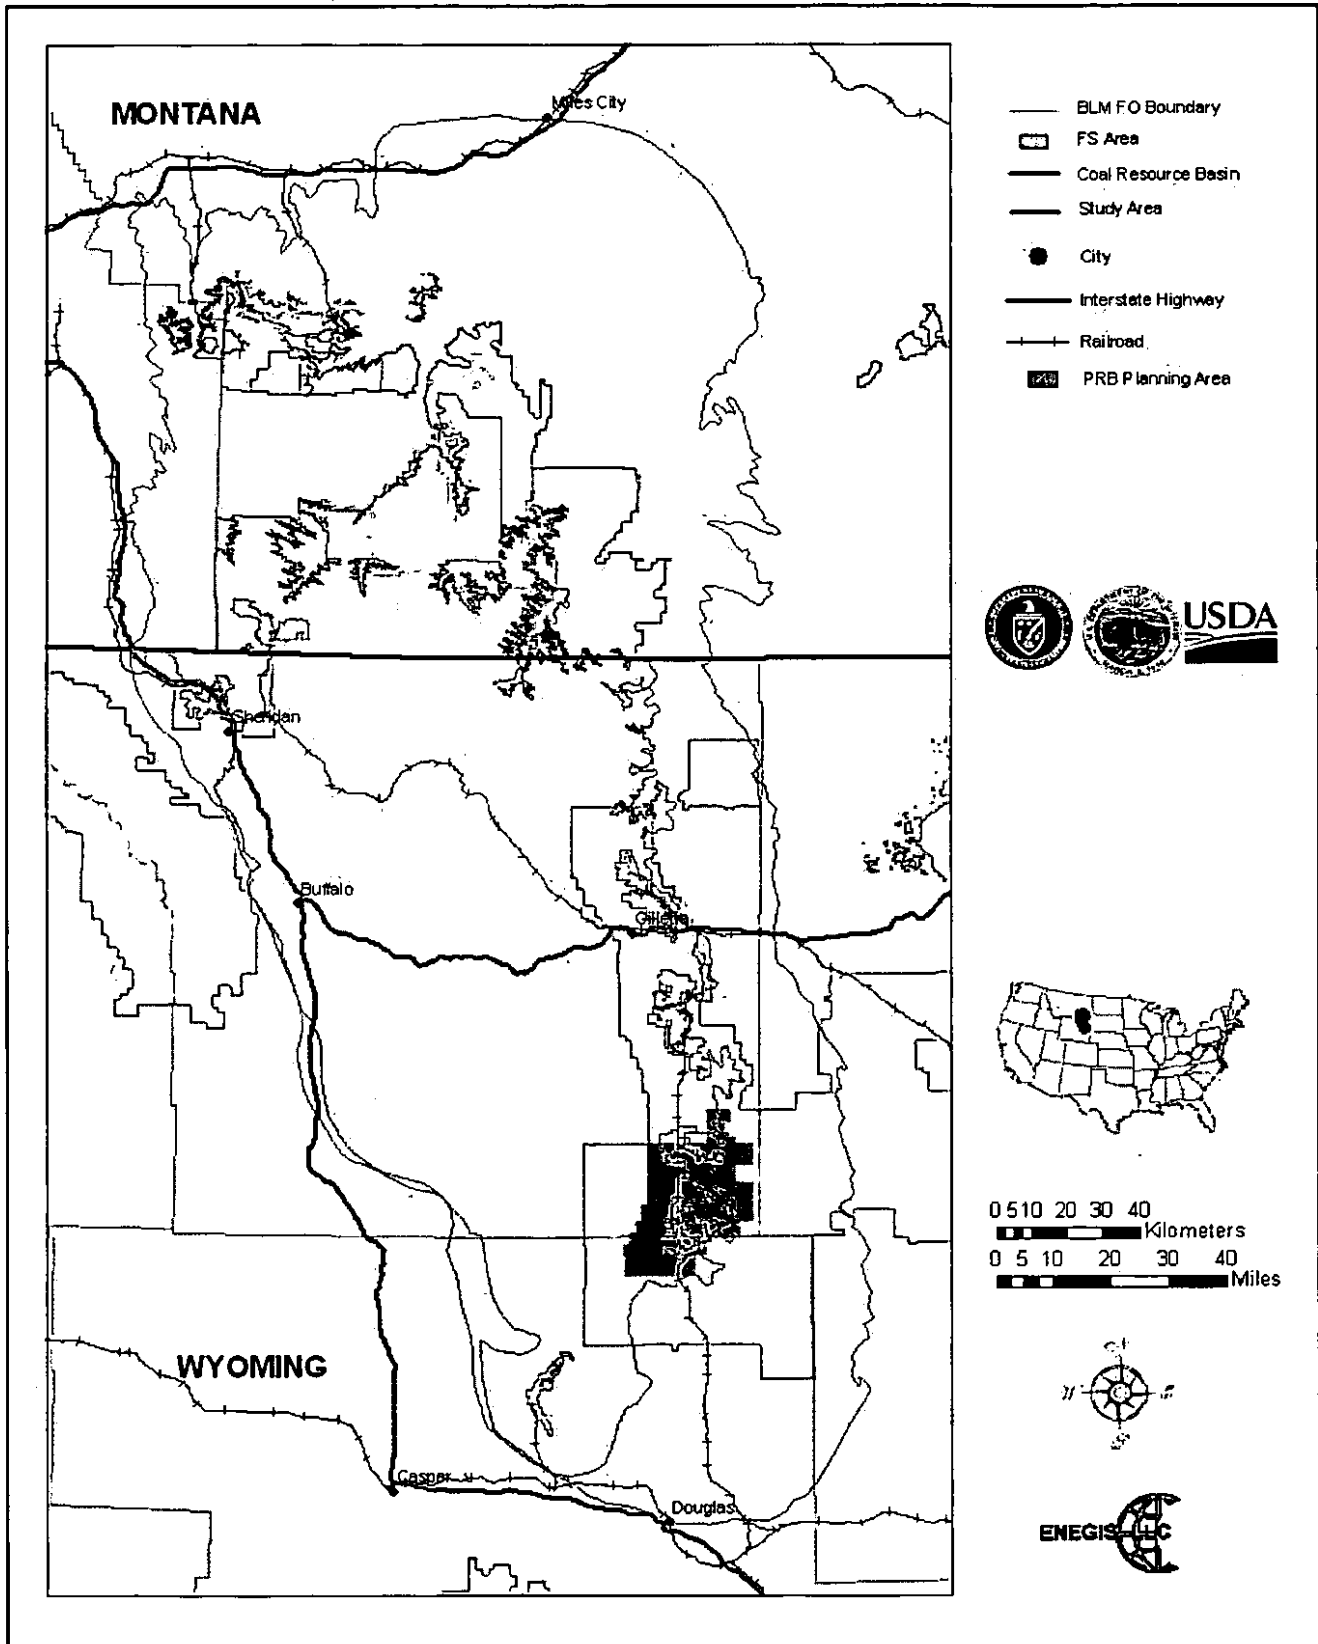 MONTANA
Miles City
BLM FO Boundary
FS Area
Coal Resource Basin
Study Area
City
Interstate Highway
Railroad
PRB Planning Area
USDA
Sheridan
Buffalo
Gillette
0 5 10 20 30 40
Kilometers
0 5 10 20 30 40
Miles
WYOMING
W
E
Casper
Douglas
ENEGIS, LLC